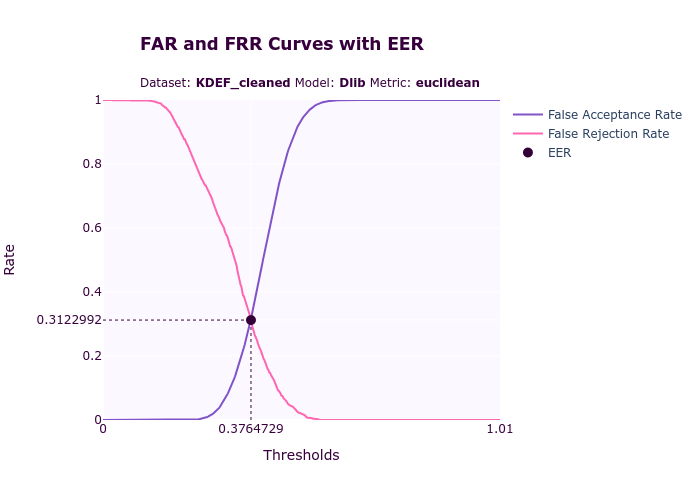 FAR and FRR Curves with EER
Dataset: KDEF_cleaned Model: Dlib Metric: euclidean
1
0.8
0.6
0.4
0.3122992
0.2
0
Rate
0
0.3764729
1.01
Thresholds
False Acceptance Rate
False Rejection Rate
EER